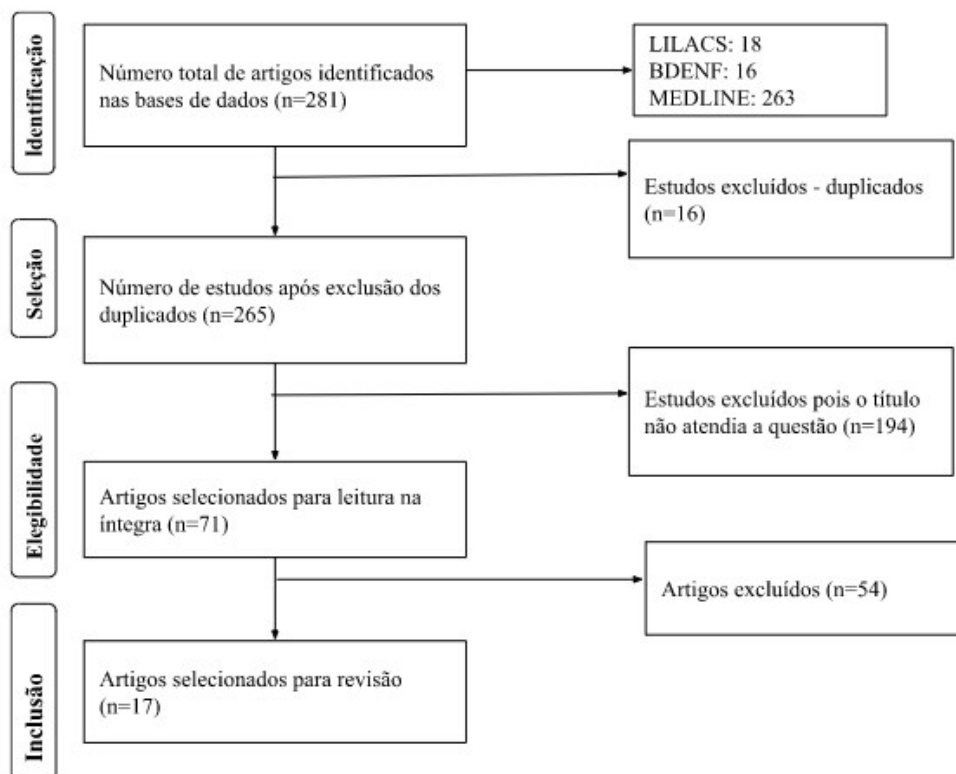 Identificação
Número total de artigos identificados
nas bases de dados (n=281)
LILACS: 18
BDENF: 16
MEDLINE: 263
Estudos excluídos - duplicados
(n=16)
Seleção
Número de estudos após exclusão dos
duplicados (n=265)
Estudos excluídos pois o título
não atendia a questão (n=194)
Elegibilidade
Artigos selecionados para leitura na
íntegra (n=71)
Artigos excluídos (n=54)
Inclusão
Artigos selecionados para revisão
(n=17)